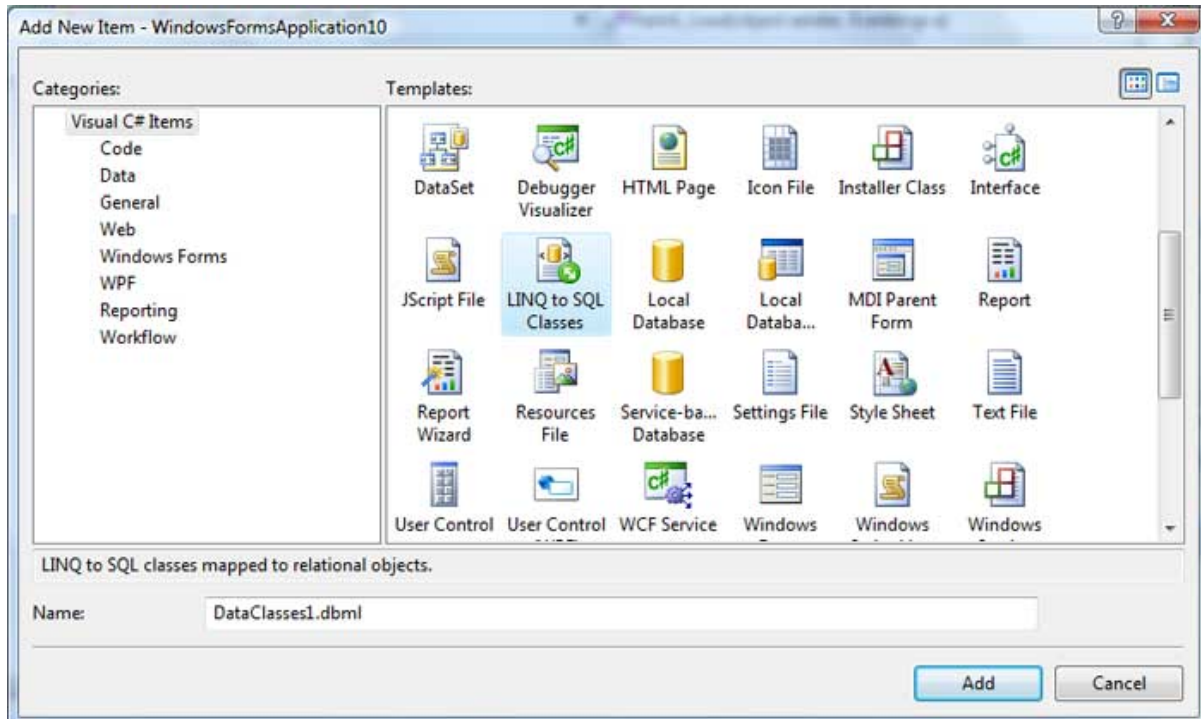 Add New Item - WindowsFormsApplication10
Categories:
Templates:
Visual C# Items
Code
Data
General
Web
Windows Forms
WPF
Reporting
Workflow
DataSet
Debugger
Visualizer
HTML Page
Icon File
Installer Class
Interface
JScript File
LINQ to SQL
Classes
Local
Database
Local
Databa...
MDI Parent
Form
Report
Report
Wizard
Resources
File
Service-ba...
Database
Settings File
Style Sheet
Text File
User Control
User Control
WCF Service
Windows
Windows
Windows
LINQ to SQL classes mapped to relational objects.
Name:
DataClasses1.dbml
Add
Cancel